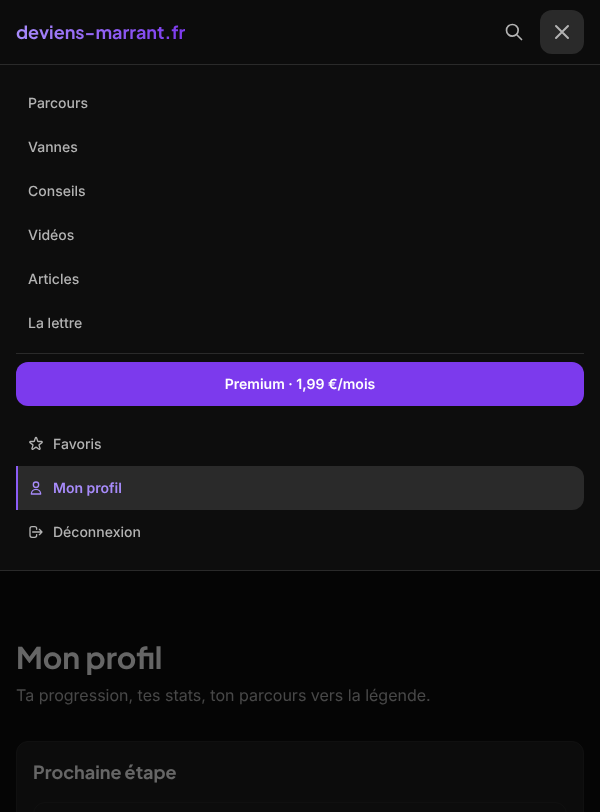 deviens-marrant.fr
Parcours
Vannes
Conseils
Vidéos
Articles
La lettre
Premium · 1,99 €/mois
Favoris
Mon profil
Déconnexion
Mon profil
Ta progression, tes stats, ton parcours vers la légende.
Prochaine étape